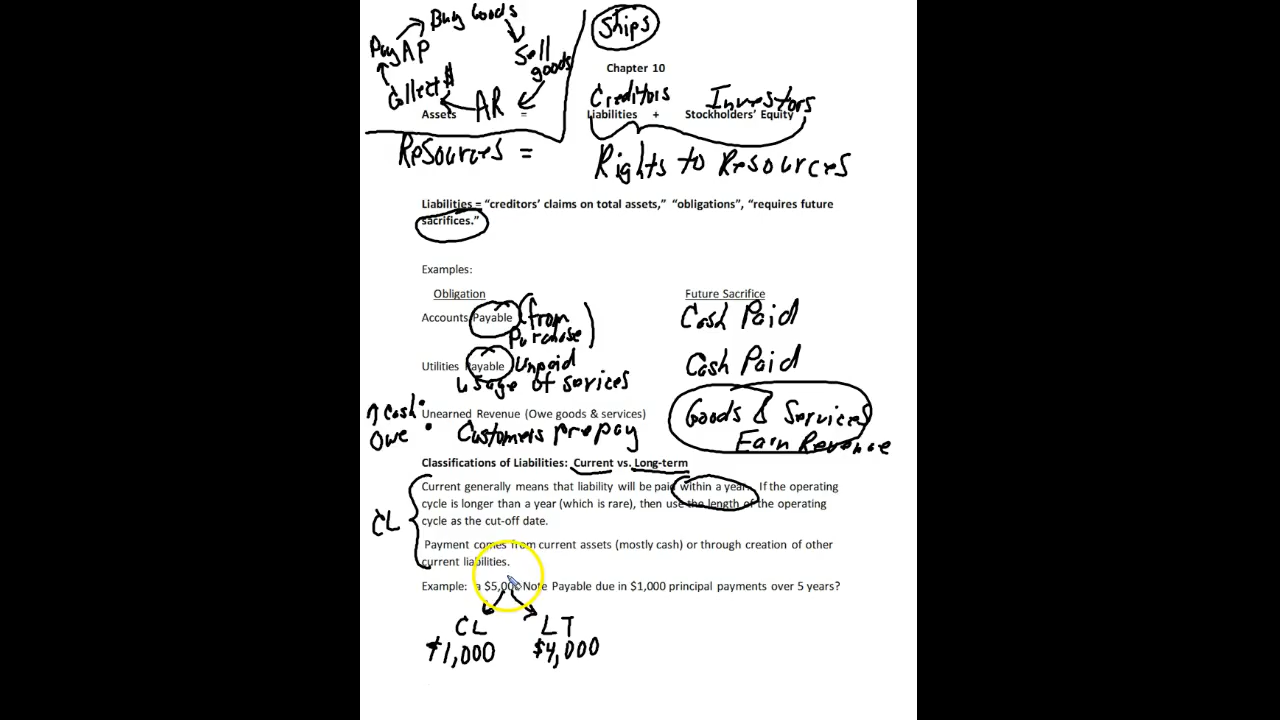 Buy Goods
Pay AP
Sell goods
Collect $
AR
Ships
Chapter 10
Creditors Investors
Assets = Liabilities + Stockholders' Equity
Resources = Rights to Resources
Liabilities = "creditors' claims on total assets," "obligations", "requires future
sacrifices."
Examples:
Obligation Future Sacrifice
Accounts Payable (from Purchase) Cash Paid
Utilities Payable Unpaid Cash Paid
usage of sorices
↑ Cash Unearned Revenue (Owe goods & services) Goods & Services
Owe Customers prepay Earn Revenue
Classifications of Liabilities: Current vs. Long-term
Current generally means that liability will be paid within a year. If the operating
cycle is longer than a year (which is rare), then use the length of the operating
CL
cycle as the cut-off date.
Payment comes from current assets (mostly cash) or through creation of other
current liabilities.
Example: a $5,000 Note Payable due in $1,000 principal payments over 5 years?
CL LT
$1,000 $4,000